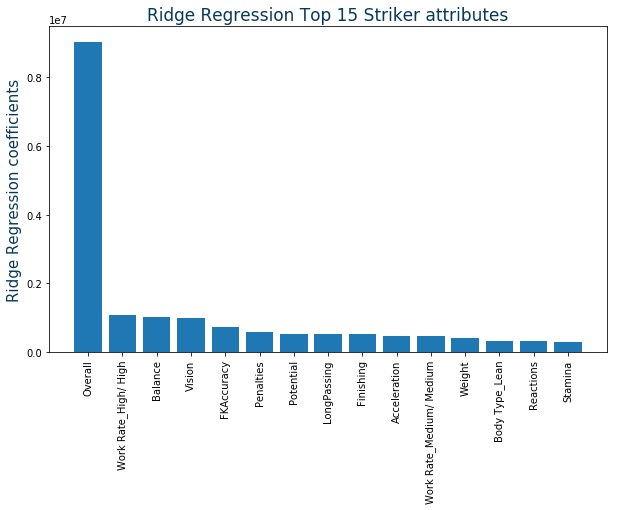 Ridge Regression Top 15 Striker attributes
1e7
Ridge Regression coefficients
0.8
0.6
0.4
0.2
0.0
Overall
Work Rate_High/ High
Balance
Vision
FKAccuracy
Penalties
Potential
LongPassing
Finishing
Acceleration
Work Rate_Medium/ Medium
Weight
Body Type_Lean
Reactions
Stamina